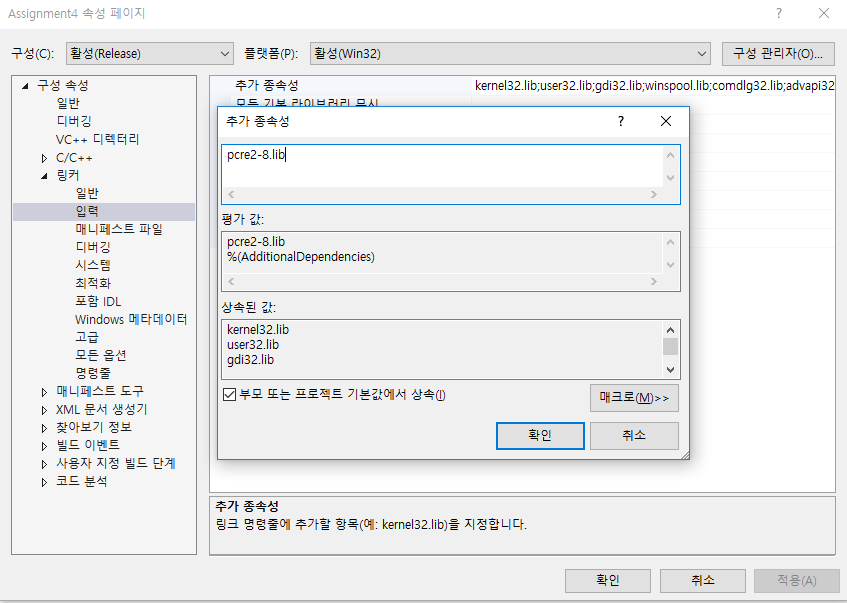 Assignment4 속성 페이지
구성(C): 활성(Release) 플랫폼(P): 활성(Win32) 구성 관리자(O)...
구성 속성
일반
디버깅
VC++ 디렉터리
C/C++
링커
일반
입력
매니페스트 파일
디버깅
시스템
최적화
포함 IDL
Windows 메타데이터
고급
모든 옵션
명령줄
매니페스트 도구
XML 문서 생성기
찾아보기 정보
빌드 이벤트
사용자 지정 빌드 단계
코드 분석
추가 종속성 kernel32.lib;user32.lib;gdi32.lib;winspool.lib;comdlg32.lib;advapi32
모든 기본 라이브러리 무시
추가 종속성
?
pcre2-8.lib
평가 값:
pcre2-8.lib
%(AdditionalDependencies)
상속된 값:
kernel32.lib
user32.lib
gdi32.lib
부모 또는 프로젝트 기본값에서 상속(I)
매크로(M)>>
확인 취소
추가 종속성
링크 명령줄에 추가할 항목(예: kernel32.lib)을 지정합니다.
확인 취소 적용(A)